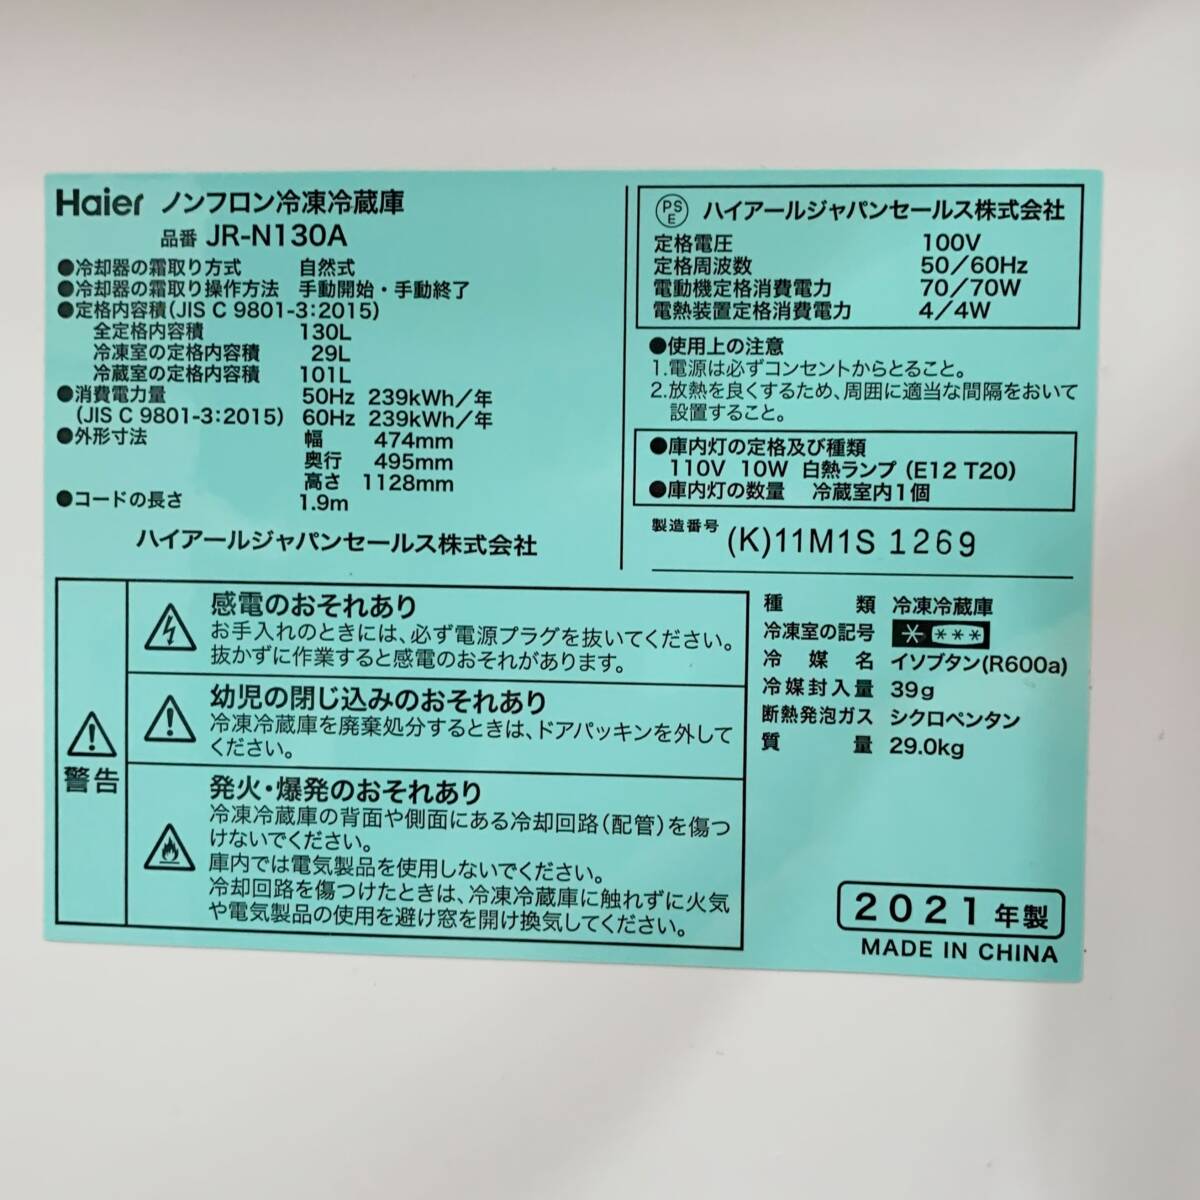 Haier ノンフロン冷凍冷蔵庫
品番 JR-N130A
●冷却器の霜取り方式 自然式
●冷却器の霜取り操作方法 手動開始・手動終了
●定格内容積(JIS C 9801-3:2015)
全定格内容積 130L
冷凍室の定格内容積 29L
冷蔵室の定格内容積 101L
●消費電力量 50Hz 239kWh/年
(JIS C 9801-3:2015) 60Hz 239kWh/年
●外形寸法 幅 474mm
奥行 495mm
高さ 1128mm
●コードの長さ 1.9m
ハイアールジャパンセールス株式会社
PSE ハイアールジャパンセールス株式会社
定格電圧 100V
定格周波数 50/60Hz
電動機定格消費電力 70/70W
電熱装置定格消費電力 4/4W
●使用上の注意
1.電源は必ずコンセントからとること。
2.放熱を良くするため、周囲に適当な間隔をおいて
設置すること。
●庫内灯の定格及び種類
110V 10W 白熱ランプ (E12 T20)
●庫内灯の数量 冷蔵室内1個
製造番号 (K)11M1S 1269
警告
感電のおそれあり
お手入れのときには、必ず電源プラグを抜いてください。
抜かずに作業すると感電のおそれがあります。
幼児の閉じ込みのおそれあり
冷凍冷蔵庫を廃棄処分するときは、ドアパッキンを外して
ください。
発火・爆発のおそれあり
冷凍冷蔵庫の背面や側面にある冷却回路(配管)を傷つ
けないでください。
庫内では電気製品を使用しないでください。
冷却回路を傷つけたときは、冷凍冷蔵庫に触れずに火気
や電気製品の使用を避け窓を開け換気してください。
種類 冷凍冷蔵庫
冷凍室の記号 * ***
冷媒名 イソブタン(R600a)
冷媒封入量 39g
断熱発泡ガス シクロペンタン
質量 29.0kg
2021年製
MADE IN CHINA